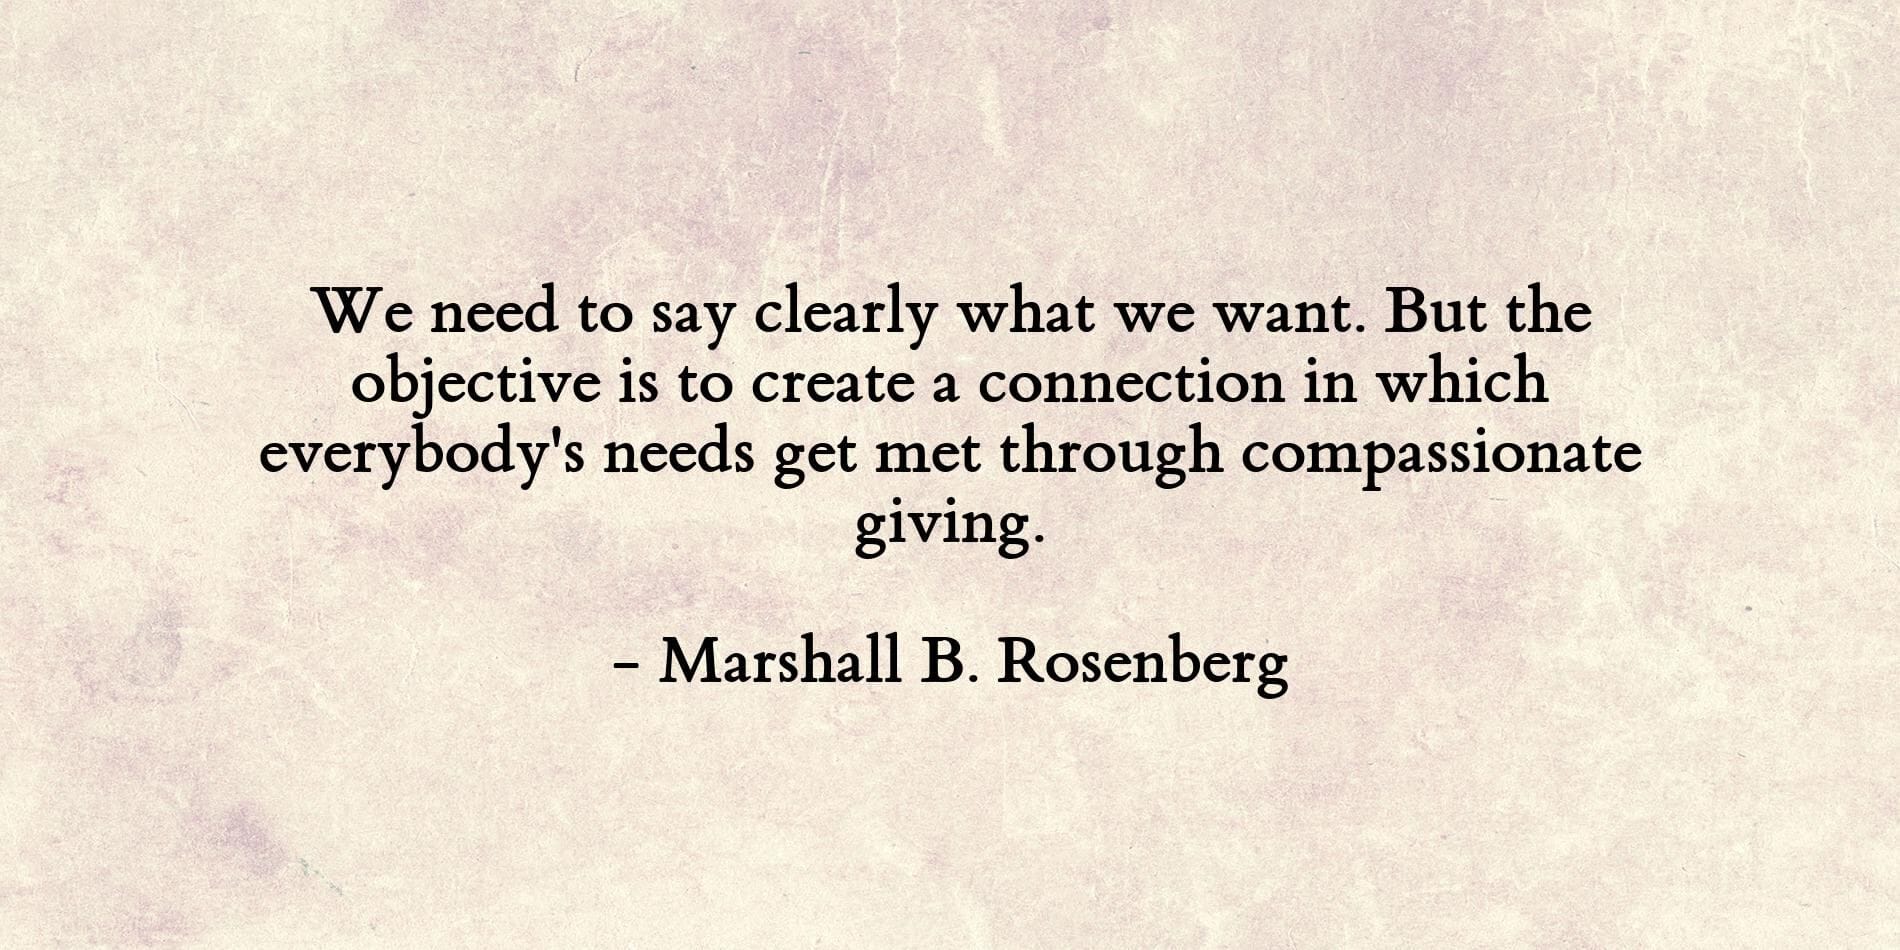 We need to say clearly what we want. But the
objective is to create a connection in which
everybody's needs get met through compassionate
giving.
- Marshall B. Rosenberg